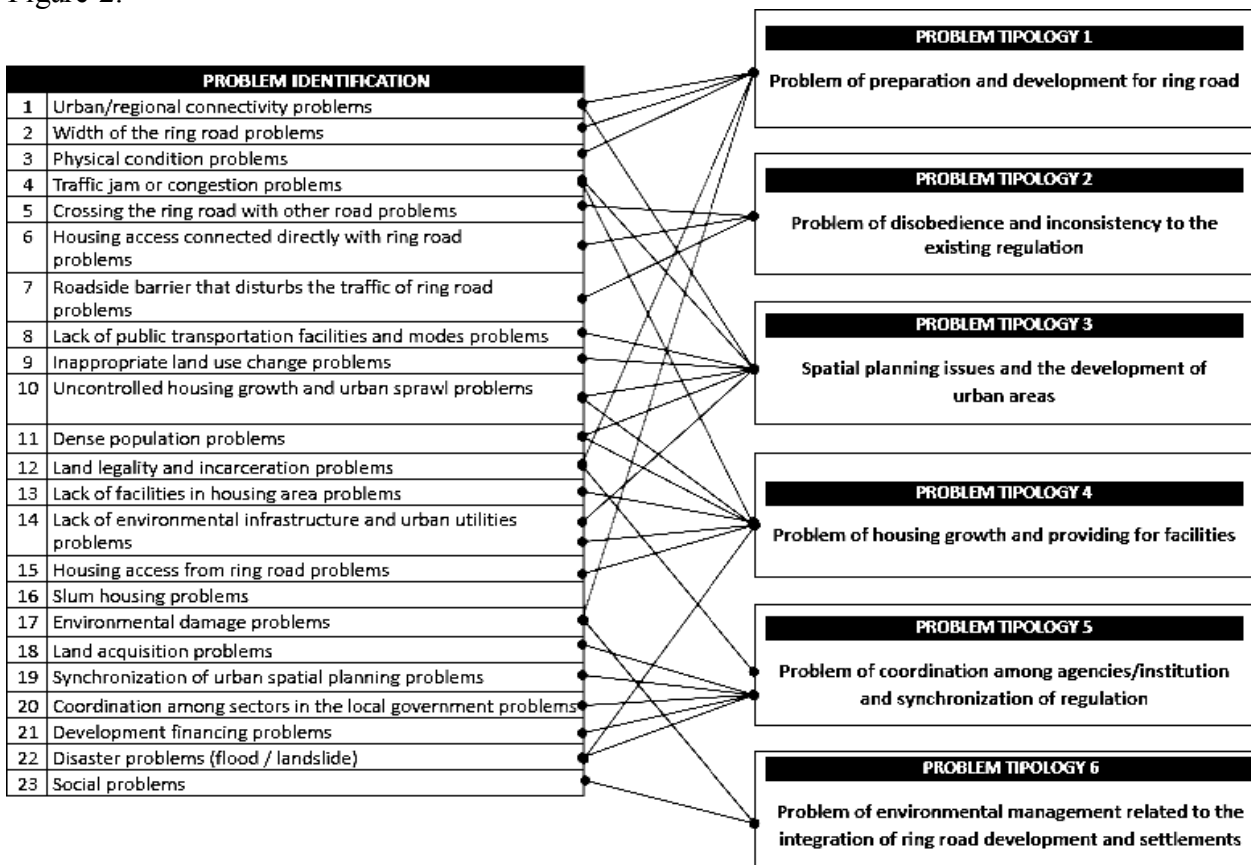 Figure 2.
PROBLEM IDENTIFICATION
1 Urban/regional connectivity problems
2 Width of the ring road problems
3 Physical condition problems
4 Traffic jam or congestion problems
5 Crossing the ring road with other road problems
6 Housing access connected directly with ring road
problems
7 Roadside barrier that disturbs the traffic of ring road
problems
8 Lack of public transportation facilities and modes problems
9 Inappropriate land use change problems
10 Uncontrolled housing growth and urban sprawl problems
11 Dense population problems
12 Land legality and incarceration problems
13 Lack of facilities in housing area problems
14 Lack of environmental infrastructure and urban utilities
problems
15 Housing access from ring road problems
16 Slum housing problems
17 Environmental damage problems
18 Land acquisition problems
19 Synchronization of urban spatial planning problems
20 Coordination among sectors in the local government problems
21 Development financing problems
22 Disaster problems (flood / landslide)
23 Social problems
PROBLEM TIPOLOGY 1
Problem of preparation and development for ring road
PROBLEM TIPOLOGY 2
Problem of disobedience and inconsistency to the
existing regulation
PROBLEM TIPOLOGY 3
Spatial planning issues and the development of
urban areas
PROBLEM TIPOLOGY 4
Problem of housing growth and providing for facilities
PROBLEM TIPOLOGY 5
Problem of coordination among agencies/institution
and synchronization of regulation
PROBLEM TIPOLOGY 6
Problem of environmental management related to the
integration of ring road development and settlements